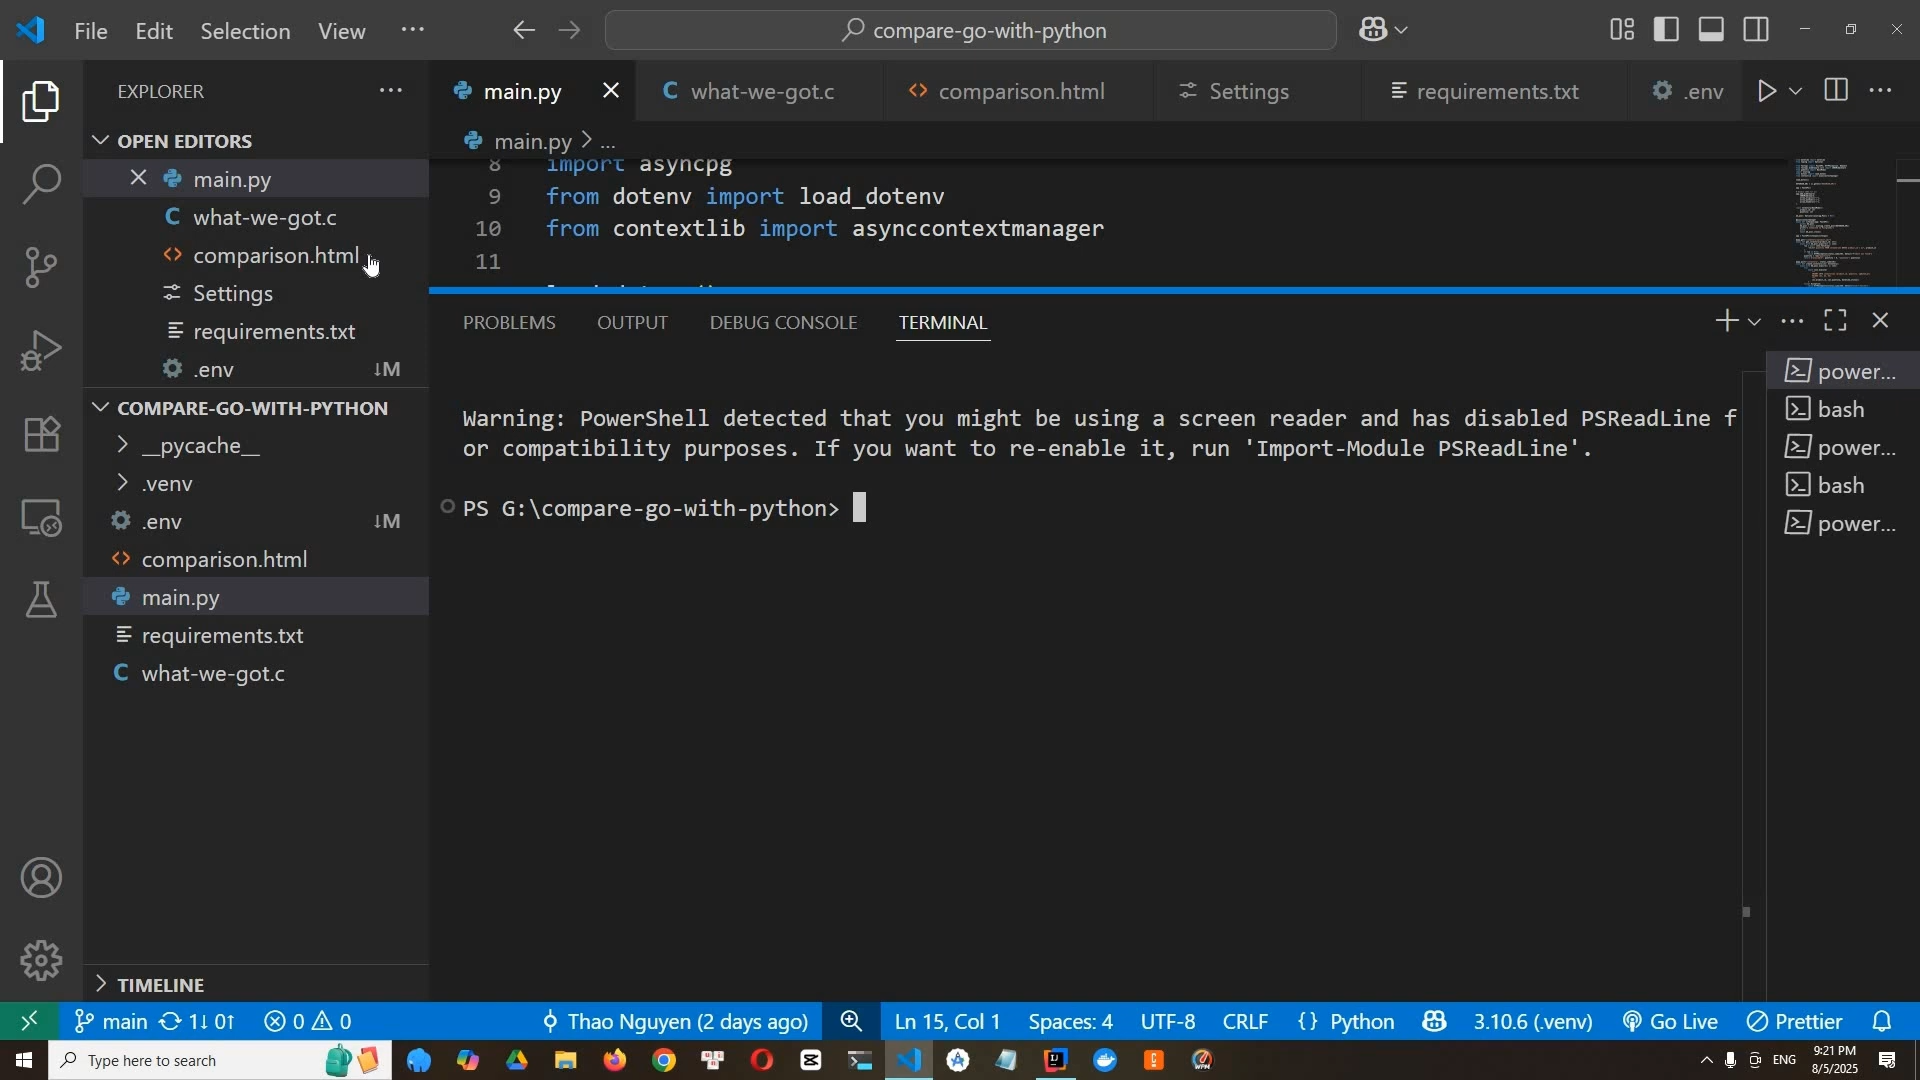 File Edit Selection View ···
compare-go-with-python
EXPLORER
OPEN EDITORS
main.py
what-we-got.c
comparison.html
Settings
requirements.txt
.env ↓M
COMPARE-GO-WITH-PYTHON
__pycache__
.venv
.env ↓M
comparison.html
main.py
requirements.txt
what-we-got.c
TIMELINE
main.py what-we-got.c comparison.html Settings requirements.txt .env
main.py > ...
8 import asyncpg
9 from dotenv import load_dotenv
10 from contextlib import asynccontextmanager
11
PROBLEMS OUTPUT DEBUG CONSOLE TERMINAL
Warning: PowerShell detected that you might be using a screen reader and has disabled PSReadLine f
or compatibility purposes. If you want to re-enable it, run 'Import-Module PSReadLine'.
PS G:\compare-go-with-python>
power...
bash
power...
bash
power...
main 1↓ 0↑ 0 0 Thao Nguyen (2 days ago) Ln 15, Col 1 Spaces: 4 UTF-8 CRLF {} Python 3.10.6 (.venv) Go Live Prettier
Type here to search
ENG
9:21 PM
8/5/2025